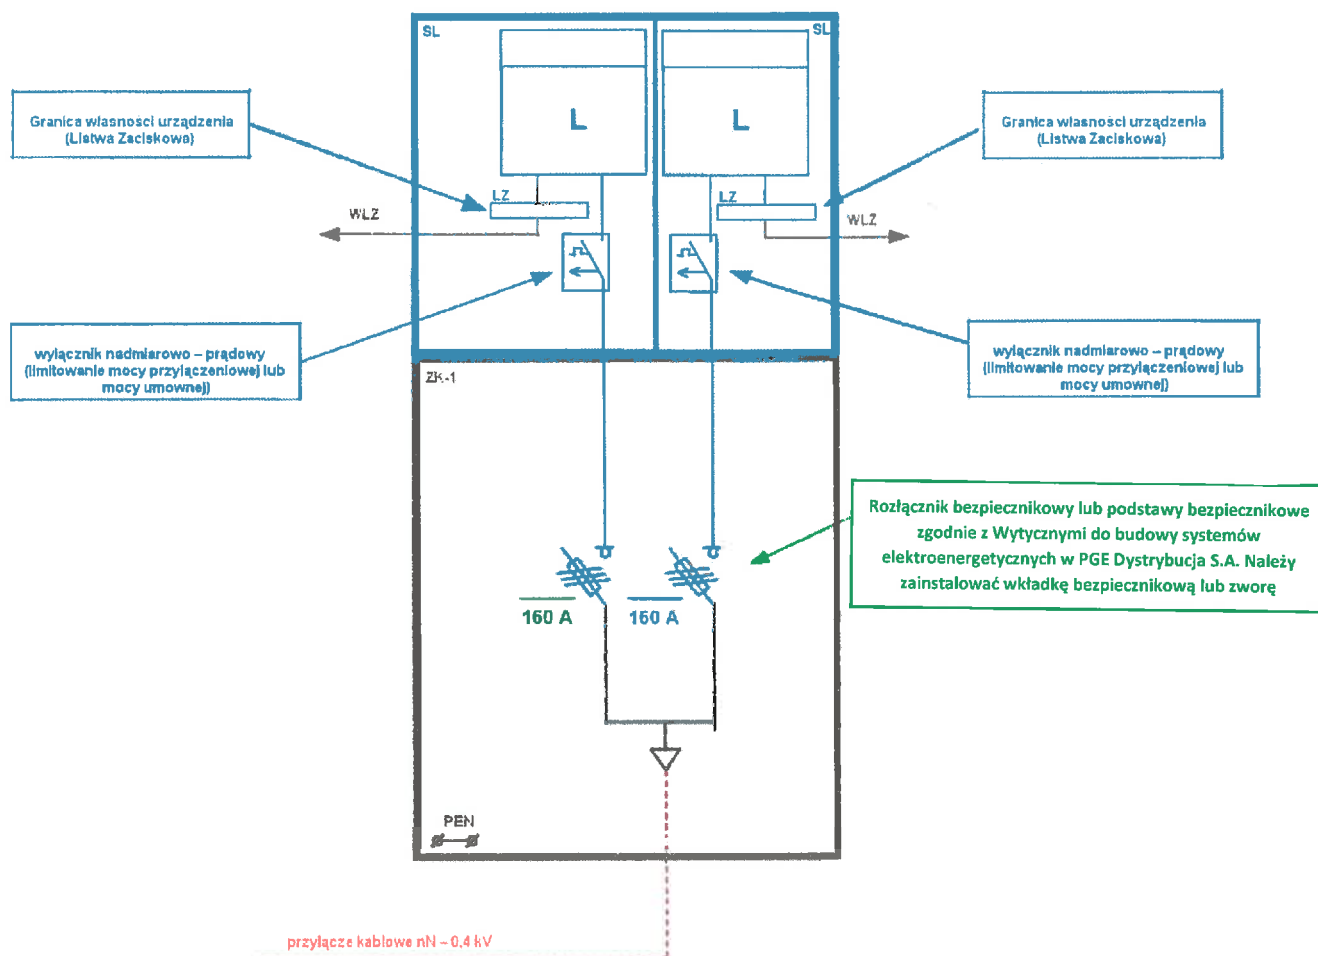 SL
SL
L
L
Granica własności urządzenia
(Listwa Zaciskowa)
Granica własności urządzenia
(Listwa Zaciskowa)
LZ
LZ
WLZ
WLZ
wyłącznik nadmiarowo – prądowy
(limitowanie mocy przyłączeniowej lub
mocy umownej)
wyłącznik nadmiarowo – prądowy
(limitowanie mocy przyłączeniowej lub
mocy umownej)
ZK-1
Rozłącznik bezpiecznikowy lub podstawy bezpiecznikowe
zgodnie z Wytycznymi do budowy systemów
elektroenergetycznych w PGE Dystrybucja S.A. Należy
zainstalować wkładkę bezpiecznikową lub zworę
160 A
160 A
PEN
przyłącze kablowe nN – 0,4 kV